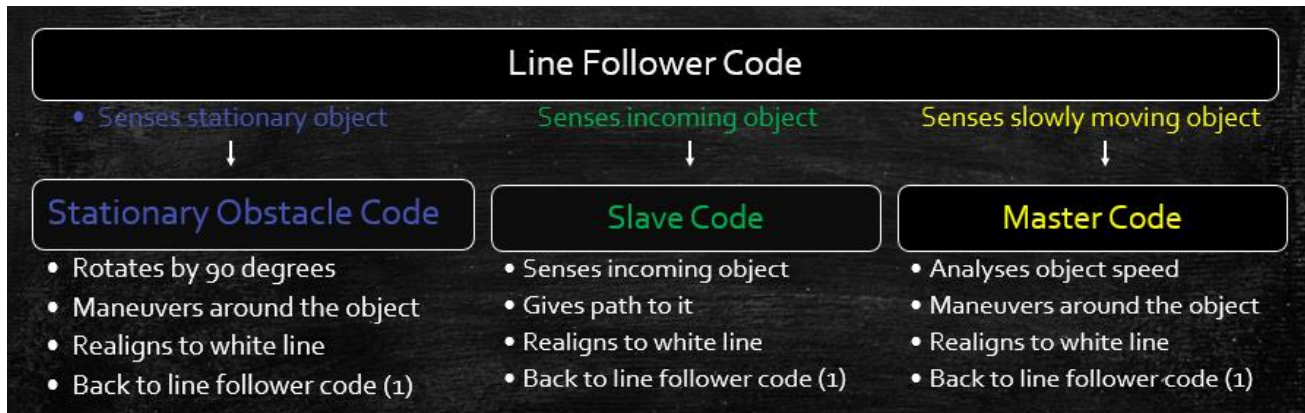 Line Follower Code
• Senses stationary object
Senses incoming object
Senses slowly moving object
Stationary Obstacle Code
• Rotates by 90 degrees
• Maneuvers around the object
• Realigns to white line
• Back to line follower code (1)
Slave Code
• Senses incoming object
• Gives path to it
• Realigns to white line
• Back to line follower code (1)
Master Code
• Analyses object speed
• Maneuvers around the object
• Realigns to white line
• Back to line follower code (1)